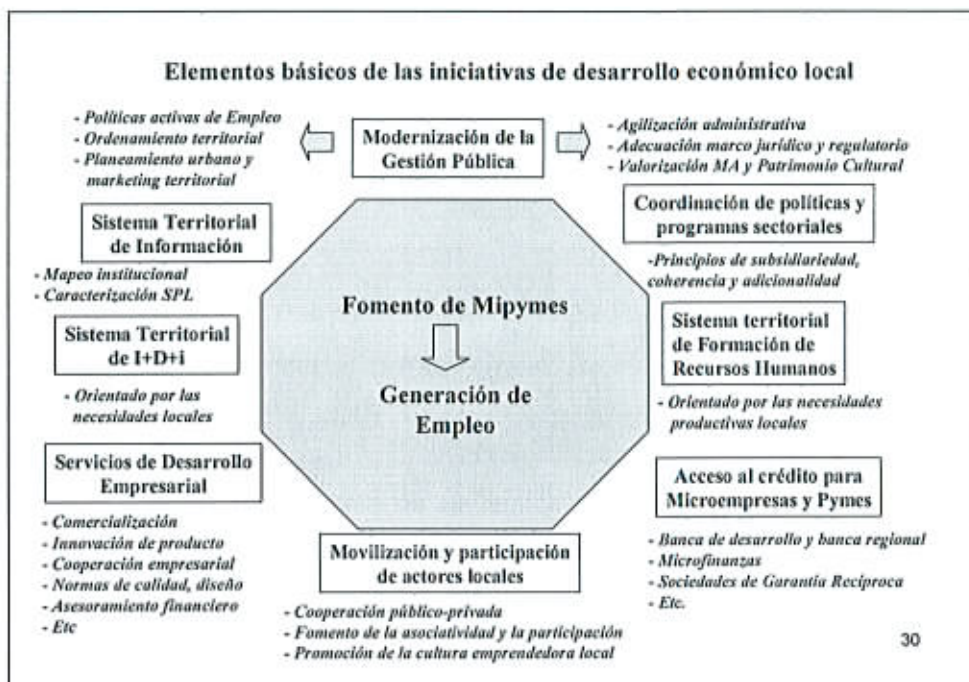 Elementos básicos de las iniciativas de desarrollo económico local
- Políticas activas de Empleo
- Ordenamiento territorial
- Planeamiento urbano y
marketing territorial
Modernización de la
Gestión Pública
- Agilización administrativa
- Adecuación marco jurídico y regulatorio
- Valorización MA y Patrimonio Cultural
Sistema Territorial
de Información
- Mapeo institucional
- Caracterización SPL
Coordinación de políticas y
programas sectoriales
-Principios de subsidiariedad,
coherencia y adicionalidad
Fomento de Mipymes
Generación de
Empleo
Sistema Territorial
de I+D+i
- Orientado por las
necesidades locales
Sistema territorial
de Formación de
Recursos Humanos
- Orientado por las necesidades
productivas locales
Servicios de Desarrollo
Empresarial
- Comercialización
- Innovación de producto
- Cooperación empresarial
- Normas de calidad, diseño
- Asesoramiento financiero
- Etc
Movilización y participación
de actores locales
- Cooperación público-privada
- Fomento de la asociatividad y la participación
- Promoción de la cultura emprendedora local
Acceso al crédito para
Microempresas y Pymes
- Banca de desarrollo y banca regional
- Microfinanzas
- Sociedades de Garantía Recíproca
- Etc.
30